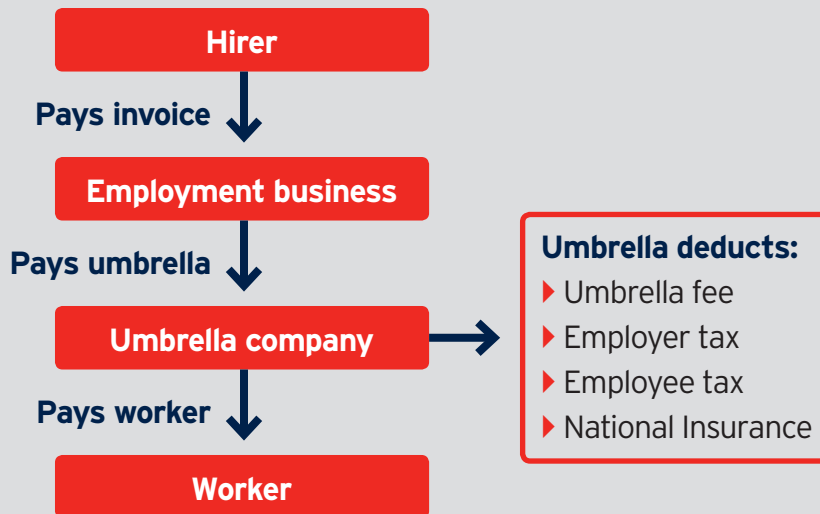 Hirer
Pays invoice
Employment business
Pays umbrella
Umbrella company
Umbrella deducts:
Umbrella fee
Employer tax
Employee tax
National Insurance
Pays worker
Worker